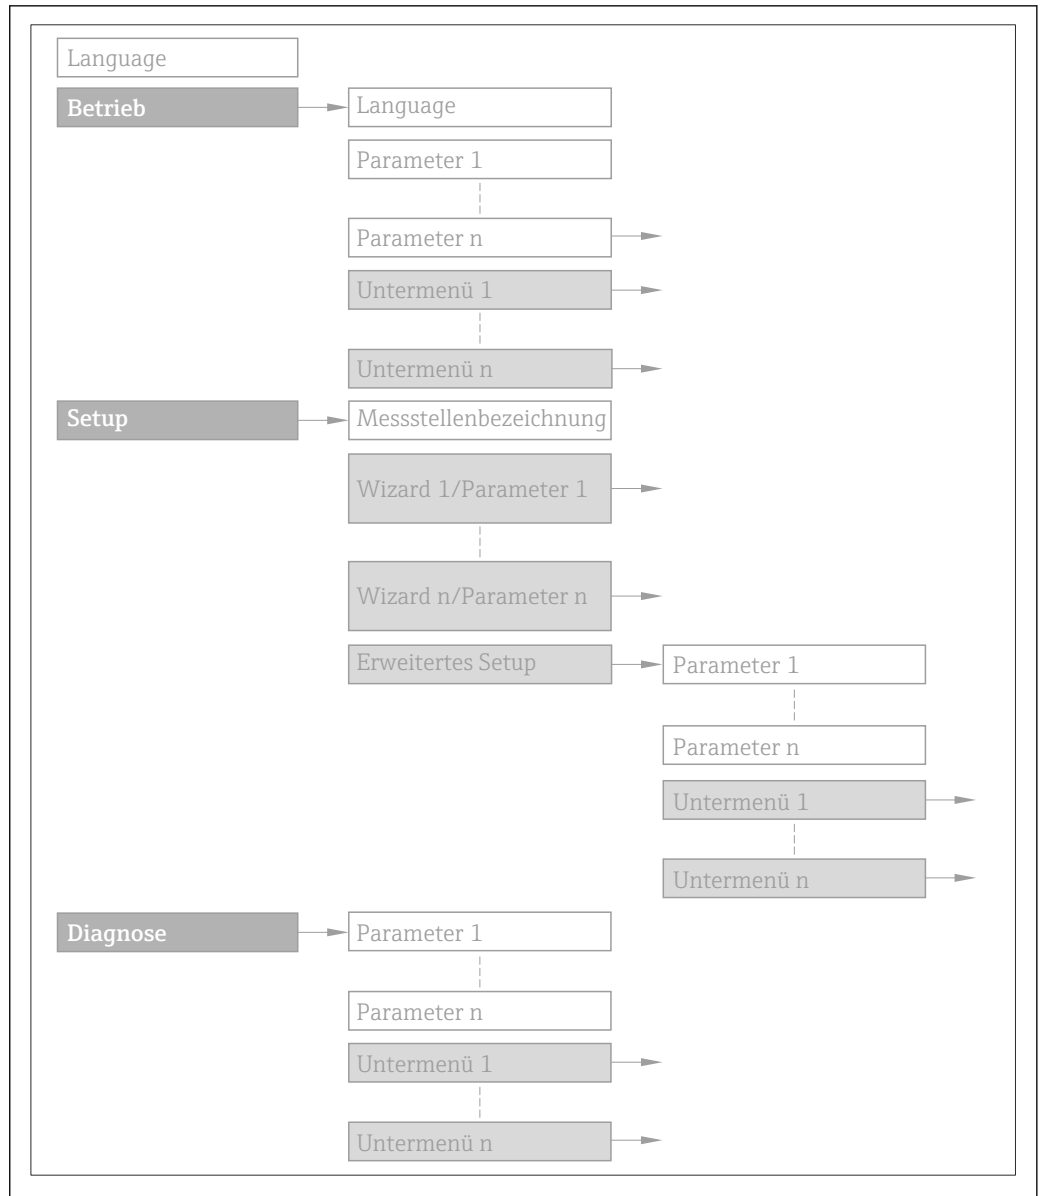 Language
Betrieb
Language
Parameter 1
Parameter n
Untermenü 1
Untermenü n
Setup
Messstellenbezeichnung
Wizard 1/Parameter 1
Wizard n/Parameter n
Erweitertes Setup
Parameter 1
Parameter n
Untermenü 1
Untermenü n
Diagnose
Parameter 1
Parameter n
Untermenü 1
Untermenü n